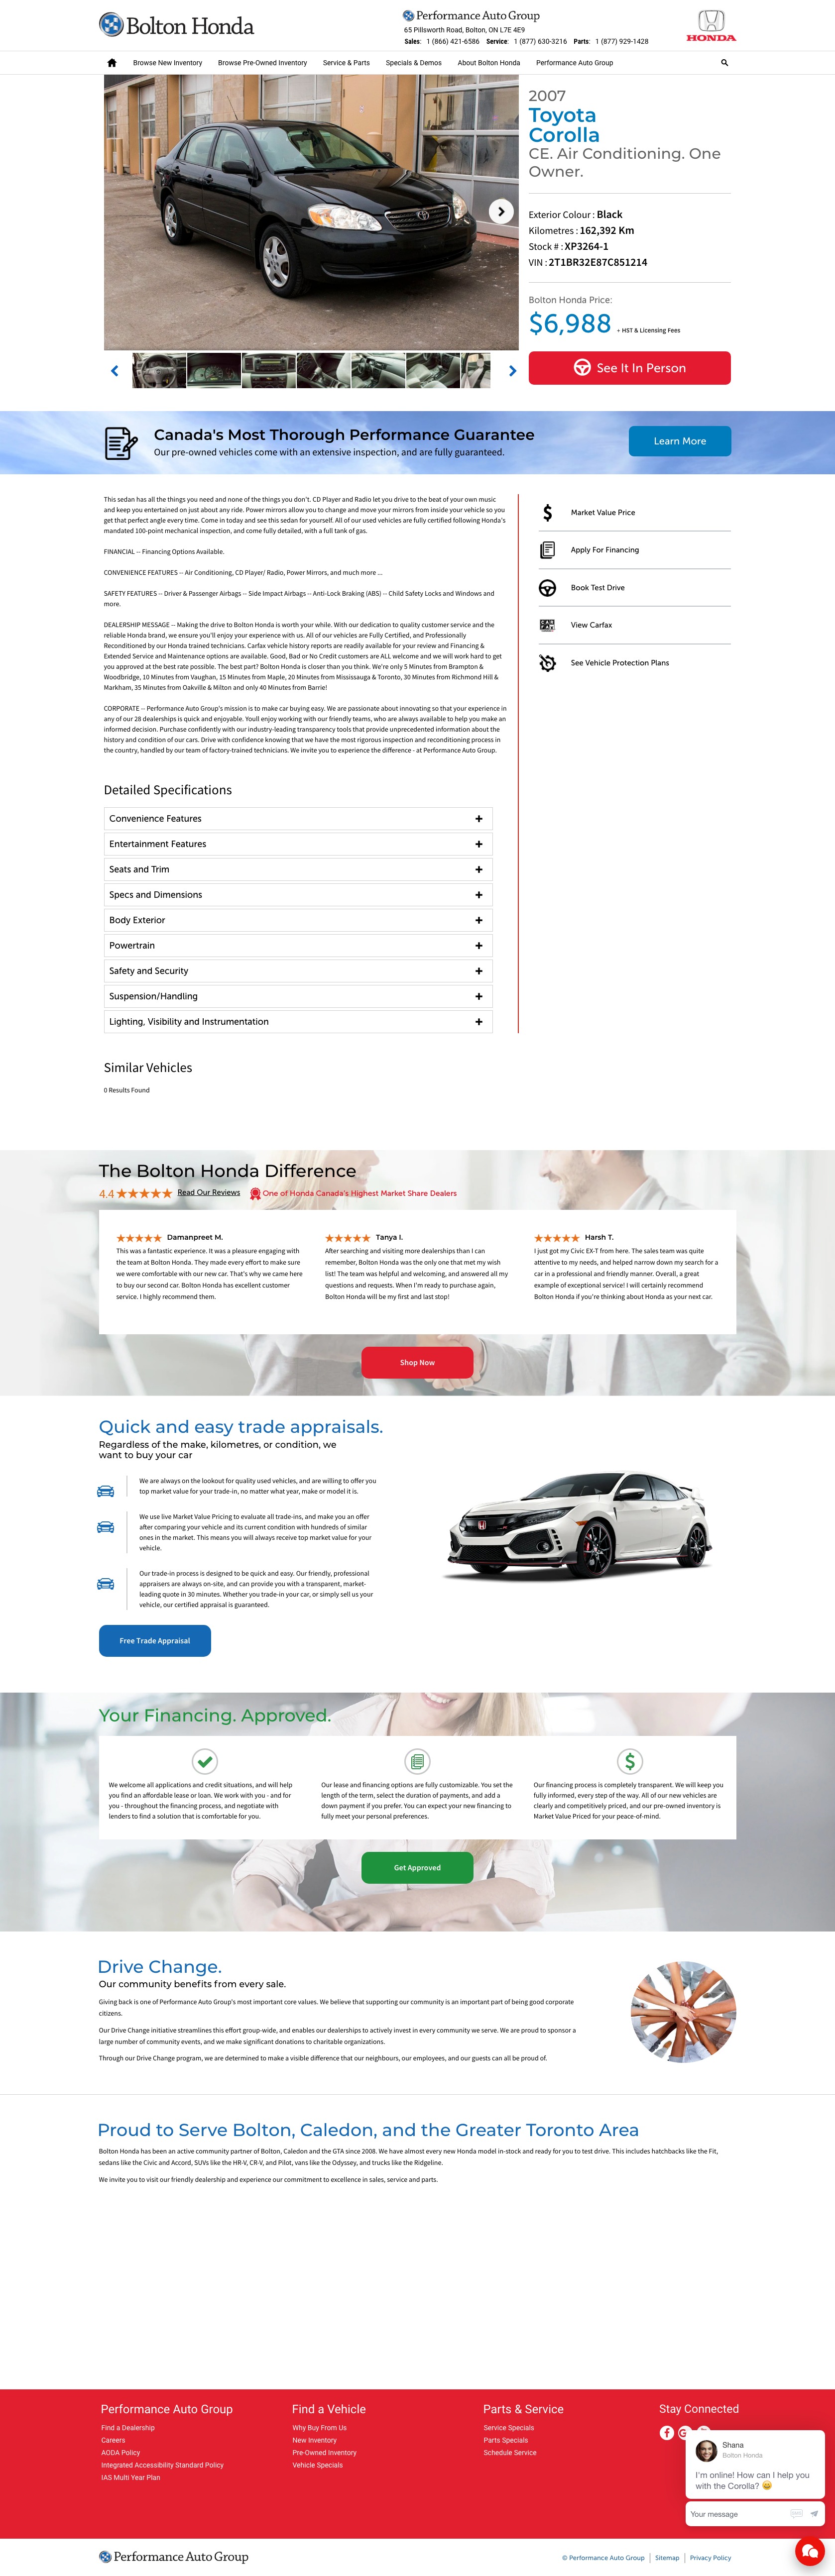 Bolton Honda
Performance Auto Group
65 Pillsworth Road, Bolton, ON L7E 4E9
Sales: 1 (866) 421-6586 Service: 1 (877) 630-3216 Parts: 1 (877) 929-1428
HONDA
Browse New Inventory Browse Pre-Owned Inventory Service & Parts Specials & Demos About Bolton Honda Performance Auto Group
2007
Toyota
Corolla
CE. Air Conditioning. One
Owner.
Exterior Colour : Black
Kilometres : 162,392 Km
Stock # : XP3264-1
VIN : 2T1BR32E87C851214
Bolton Honda Price:
$6,988 + HST & Licensing Fees
See It In Person
Canada's Most Thorough Performance Guarantee
Our pre-owned vehicles come with an extensive inspection, and are fully guaranteed.
Learn More
This sedan has all the things you need and none of the things you don't. CD Player and Radio let you drive to the beat of your own music
and keep you entertained on just about any ride. Power mirrors allow you to change and move your mirrors from inside your vehicle so you
get that perfect angle every time. Come in today and see this sedan for yourself. All of our used vehicles are fully certified following Honda's
mandated 100-point mechanical inspection, and come fully detailed, with a full tank of gas.
FINANCIAL -- Financing Options Available.
CONVENIENCE FEATURES -- Air Conditioning, CD Player/ Radio, Power Mirrors, and much more ...
SAFETY FEATURES -- Driver & Passenger Airbags -- Side Impact Airbags -- Anti-Lock Braking (ABS) -- Child Safety Locks and Windows and
more.
DEALERSHIP MESSAGE -- Making the drive to Bolton Honda is worth your while. With our dedication to quality customer service and the
reliable Honda brand, we ensure you'll enjoy your experience with us. All of our vehicles are Fully Certified, and Professionally
Reconditioned by our Honda trained technicians. Carfax vehicle history reports are readily available for your review and Financing &
Extended Service and Maintenance options are available. Good, Bad or No Credit customers are ALL welcome and we will work hard to get
you approved at the best rate possible. The best part? Bolton Honda is closer than you think. We're only 5 Minutes from Brampton &
Woodbridge, 10 Minutes from Vaughan, 15 Minutes from Maple, 20 Minutes from Mississauga & Toronto, 30 Minutes from Richmond Hill &
Markham, 35 Minutes from Oakville & Milton and only 40 Minutes from Barrie!
CORPORATE -- Performance Auto Group's mission is to make car buying easy. We are passionate about innovating so that your experience in
any of our 28 dealerships is quick and enjoyable. Youll enjoy working with our friendly teams, who are always available to help you make an
informed decision. Purchase confidently with our industry-leading transparency tools that provide unprecedented information about the
history and condition of our cars. Drive with confidence knowing that we have the most rigorous inspection and reconditioning process in
the country, handled by our team of factory-trained technicians. We invite you to experience the difference - at Performance Auto Group.
Market Value Price
Apply For Financing
Book Test Drive
View Carfax
See Vehicle Protection Plans
Detailed Specifications
Convenience Features
Entertainment Features
Seats and Trim
Specs and Dimensions
Body Exterior
Powertrain
Safety and Security
Suspension/Handling
Lighting, Visibility and Instrumentation
Similar Vehicles
0 Results Found
The Bolton Honda Difference
4.4 Read Our Reviews One of Honda Canada's Highest Market Share Dealers
Damanpreet M.
This was a fantastic experience. It was a pleasure engaging with
the team at Bolton Honda. They made every effort to make sure
we were comfortable with our new car. That's why we came here
to buy our second car. Bolton Honda has excellent customer
service. I highly recommend them.
Tanya I.
After searching and visiting more dealerships than I can
remember, Bolton Honda was the only one that met my wish
list! The team was helpful and welcoming, and answered all my
questions and requests. When I'm ready to purchase again,
Bolton Honda will be my first and last stop!
Harsh T.
I just got my Civic EX-T from here. The sales team was quite
attentive to my needs, and helped narrow down my search for a
car in a professional and friendly manner. Overall, a great
example of exceptional service! I will certainly recommend
Bolton Honda if you're thinking about Honda as your next car.
Shop Now
Quick and easy trade appraisals.
Regardless of the make, kilometres, or condition, we
want to buy your car
We are always on the lookout for quality used vehicles, and are willing to offer you
top market value for your trade-in, no matter what year, make or model it is.
We use live Market Value Pricing to evaluate all trade-ins, and make you an offer
after comparing your vehicle and its current condition with hundreds of similar
ones in the market. This means you will always receive top market value for your
vehicle.
Our trade-in process is designed to be quick and easy. Our friendly, professional
appraisers are always on-site, and can provide you with a transparent, market-
leading quote in 30 minutes. Whether you trade-in your car, or simply sell us your
vehicle, our certified appraisal is guaranteed.
Free Trade Appraisal
Your Financing. Approved.
We welcome all applications and credit situations, and will help
you find an affordable lease or loan. We work with you - and for
you - throughout the financing process, and negotiate with
lenders to find a solution that is comfortable for you.
Our lease and financing options are fully customizable. You set the
length of the term, select the duration of payments, and add a
down payment if you prefer. You can expect your new financing to
fully meet your personal preferences.
Our financing process is completely transparent. We will keep you
fully informed, every step of the way. All of our new vehicles are
clearly and competitively priced, and our pre-owned inventory is
Market Value Priced for your peace-of-mind.
Get Approved
Drive Change.
Our community benefits from every sale.
Giving back is one of Performance Auto Group's most important core values. We believe that supporting our community is an important part of being good corporate
citizens.
Our Drive Change initiative streamlines this effort group-wide, and enables our dealerships to actively invest in every community we serve. We are proud to sponsor a
large number of community events, and we make significant donations to charitable organizations.
Through our Drive Change program, we are determined to make a visible difference that our neighbours, our employees, and our guests can all be proud of.
Proud to Serve Bolton, Caledon, and the Greater Toronto Area
Bolton Honda has been an active community partner of Bolton, Caledon and the GTA since 2008. We have almost every new Honda model in-stock and ready for you to test drive. This includes hatchbacks like the Fit,
sedans like the Civic and Accord, SUVs like the HR-V, CR-V, and Pilot, vans like the Odyssey, and trucks like the Ridgeline.
We invite you to visit our friendly dealership and experience our commitment to excellence in sales, service and parts.
Performance Auto Group
Find a Dealership
Careers
AODA Policy
Integrated Accessibility Standard Policy
IAS Multi Year Plan
Find a Vehicle
Why Buy From Us
New Inventory
Pre-Owned Inventory
Vehicle Specials
Parts & Service
Service Specials
Parts Specials
Schedule Service
Stay Connected
Shana
Bolton Honda
I'm online! How can I help you
with the Corolla? 😀
Your message
Performance Auto Group
© Performance Auto Group | Sitemap | Privacy Policy